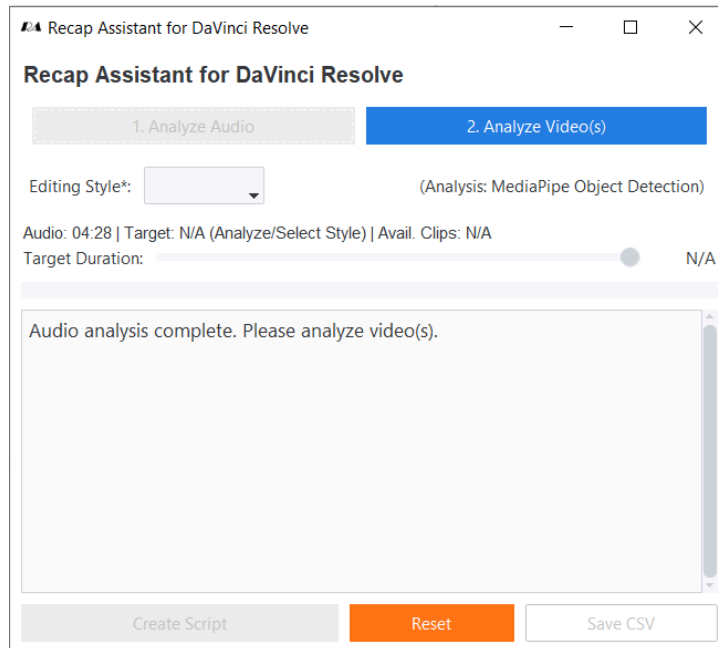 Recap Assistant for DaVinci Resolve
Recap Assistant for DaVinci Resolve
1. Analyze Audio
2. Analyze Video(s)
Editing Style*:
(Analysis: MediaPipe Object Detection)
Audio: 04:28 | Target: N/A (Analyze/Select Style) | Avail. Clips: N/A
Target Duration:
N/A
Audio analysis complete. Please analyze video(s).
Create Script
Reset
Save CSV